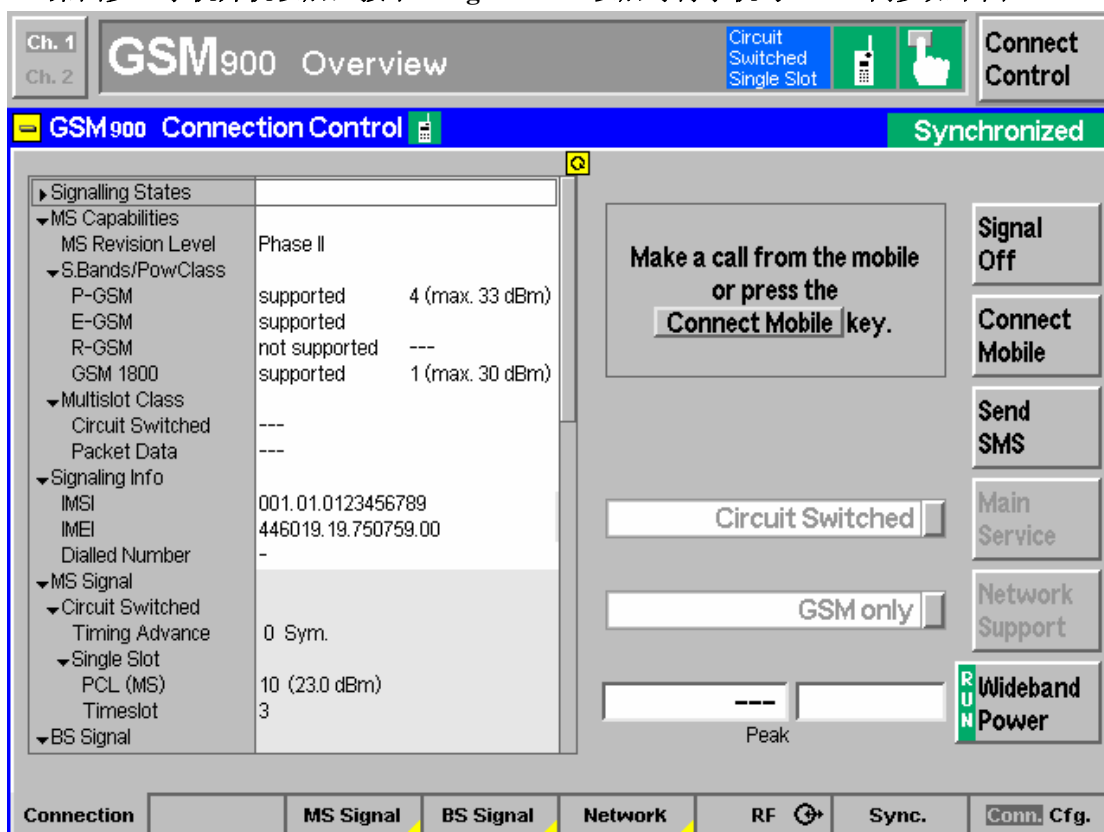 Ch. 1
Ch. 2
GSM900 Overview
Circuit
Switched
Single Slot
Connect
Control
GSM 900 Connection Control
Synchronized
Signalling States
MS Capabilities
MS Revision Level Phase II
S.Bands/PowClass
P-GSM supported 4 (max. 33 dBm)
E-GSM supported
R-GSM not supported ---
GSM 1800 supported 1 (max. 30 dBm)
Multislot Class
Circuit Switched ---
Packet Data ---
Signaling Info
IMSI 001.01.0123456789
IMEI 446019.19.750759.00
Dialled Number -
MS Signal
Circuit Switched
Timing Advance 0 Sym.
Single Slot
PCL (MS) 10 (23.0 dBm)
Timeslot 3
BS Signal
Make a call from the mobile
or press the
Connect Mobile key.
Circuit Switched
GSM only
---
Peak
Signal
Off
Connect
Mobile
Send
SMS
Main
Service
Network
Support
RUN
Wideband
Power
Connection MS Signal BS Signal Network RF Sync. Conn. Cfg.